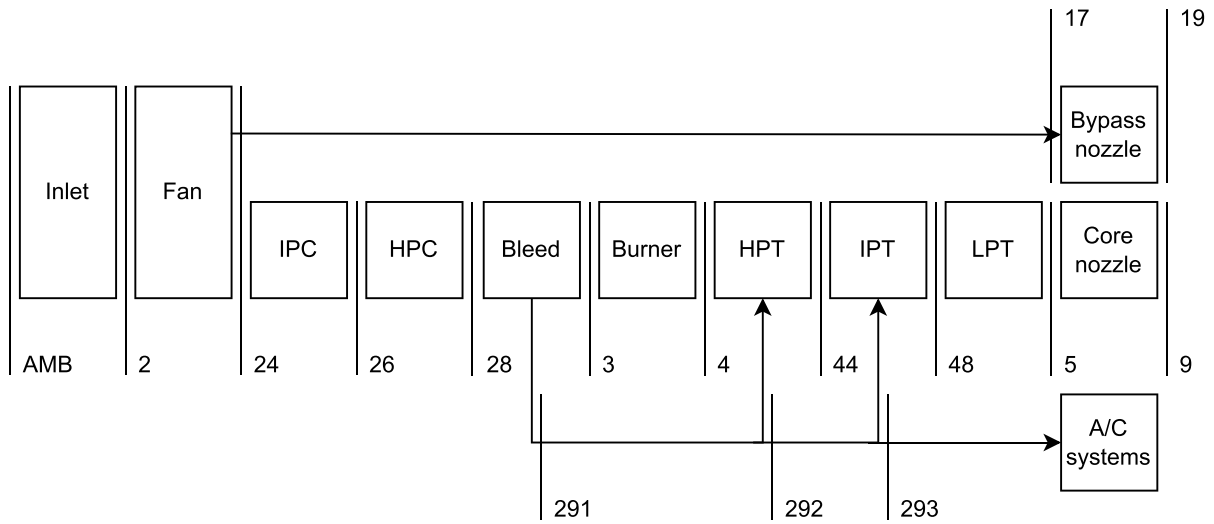 17
19
Inlet
Fan
Bypass
nozzle
IPC
HPC
Bleed
Burner
HPT
IPT
LPT
Core
nozzle
AMB
2
24
26
28
3
4
44
48
5
9
A/C
systems
291
292
293